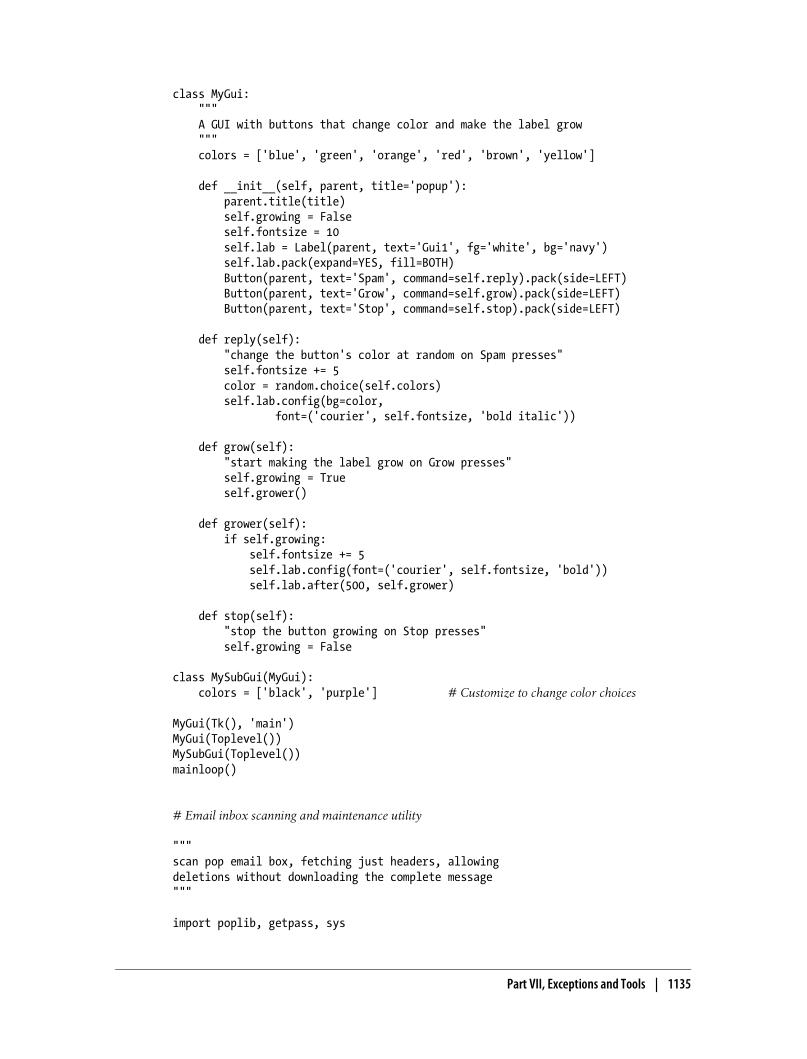 class MyGui:
    """
    A GUI with buttons that change color and make the label grow
    """
    colors = ['blue', 'green', 'orange', 'red', 'brown', 'yellow']

    def __init__(self, parent, title='popup'):
        parent.title(title)
        self.growing = False
        self.fontsize = 10
        self.lab = Label(parent, text='Gui1', fg='white', bg='navy')
        self.lab.pack(expand=YES, fill=BOTH)
        Button(parent, text='Spam', command=self.reply).pack(side=LEFT)
        Button(parent, text='Grow', command=self.grow).pack(side=LEFT)
        Button(parent, text='Stop', command=self.stop).pack(side=LEFT)

    def reply(self):
        "change the button's color at random on Spam presses"
        self.fontsize += 5
        color = random.choice(self.colors)
        self.lab.config(bg=color,
                font=('courier', self.fontsize, 'bold italic'))

    def grow(self):
        "start making the label grow on Grow presses"
        self.growing = True
        self.grower()

    def grower(self):
        if self.growing:
            self.fontsize += 5
            self.lab.config(font=('courier', self.fontsize, 'bold'))
            self.lab.after(500, self.grower)

    def stop(self):
        "stop the button growing on Stop presses"
        self.growing = False

class MySubGui(MyGui):
    colors = ['black', 'purple']           # Customize to change color choices

MyGui(Tk(), 'main')
MyGui(Toplevel())
MySubGui(Toplevel())
mainloop()

# Email inbox scanning and maintenance utility

"""
scan pop email box, fetching just headers, allowing
deletions without downloading the complete message
"""

import poplib, getpass, sys

Part VII, Exceptions and Tools | 1135